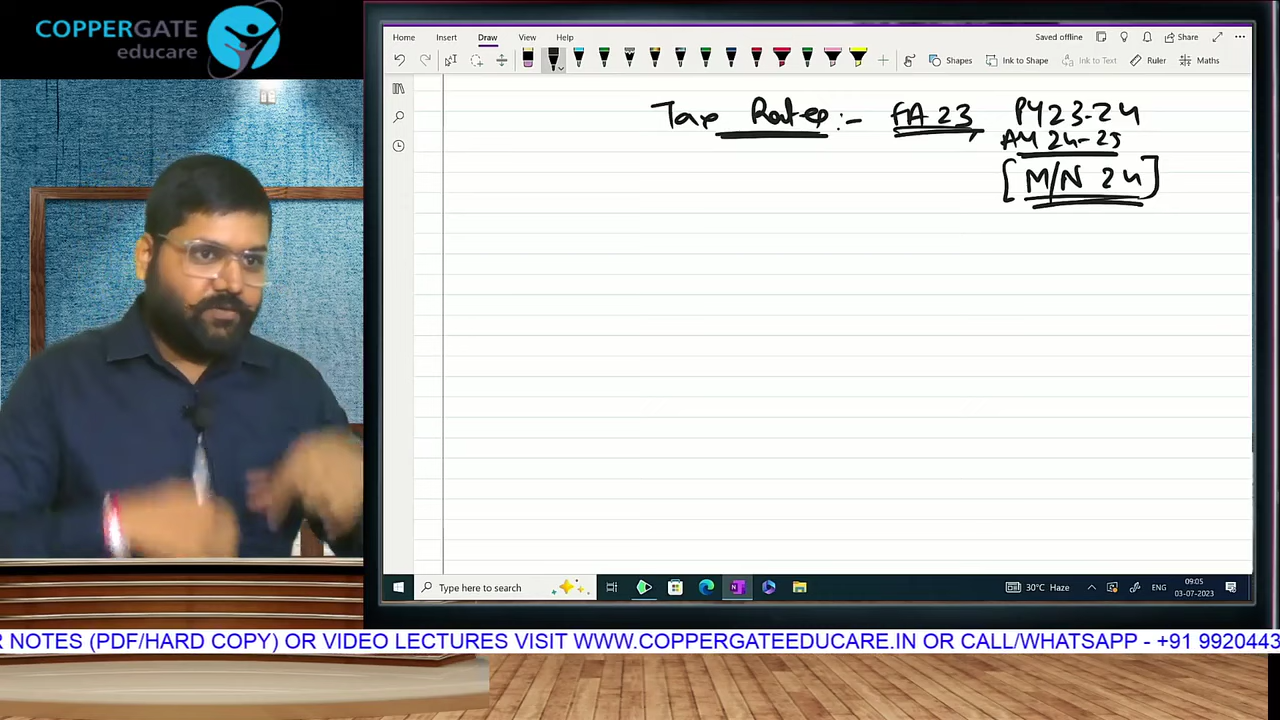 COPPERGATE
educare
Home Insert Draw View Help
Saved offline
Share
Shapes
Ink to Shape
Ink to Text
Ruler
Maths
Tax Rates :- FA 23 PY 23-24
AY 24-25
[M/N 24]
Type here to search
30°C Haze
ENG
09:05
03-07-2023
R NOTES (PDF/HARD COPY) OR VIDEO LECTURES VISIT WWW.COPPERGATEEDUCARE.IN OR CALL/WHATSAPP - +91 9920443